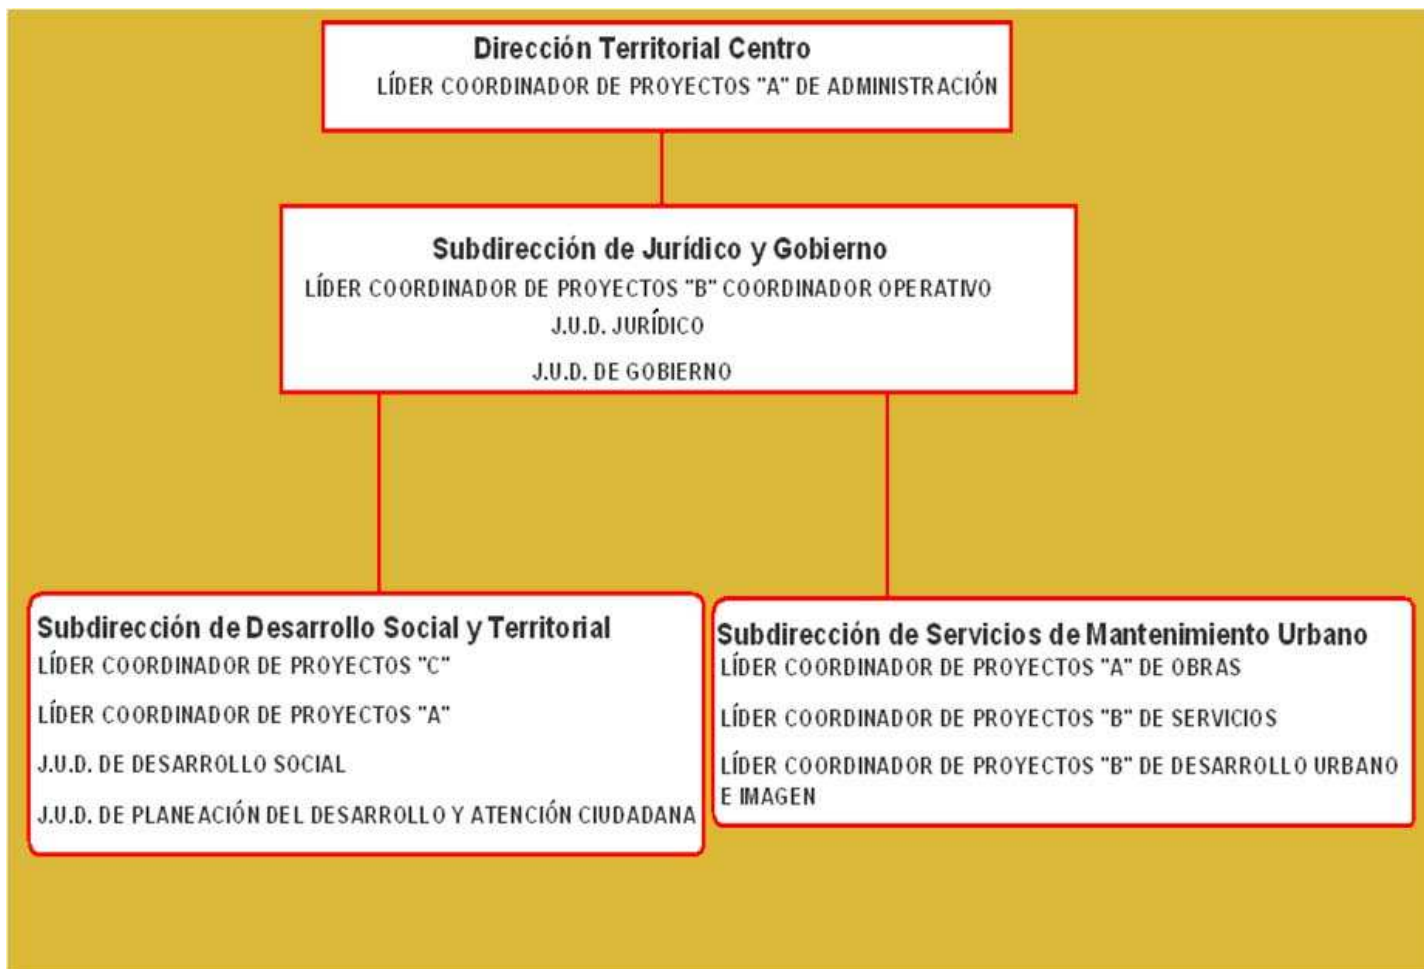 Dirección Territorial Centro
LÍDER COORDINADOR DE PROYECTOS "A" DE ADMINISTRACIÓN
Subdirección de Jurídico y Gobierno
LÍDER COORDINADOR DE PROYECTOS "B" COORDINADOR OPERATIVO
J.U.D. JURÍDICO
J.U.D. DE GOBIERNO
Subdirección de Desarrollo Social y Territorial
LÍDER COORDINADOR DE PROYECTOS "C"
LÍDER COORDINADOR DE PROYECTOS "A"
J.U.D. DE DESARROLLO SOCIAL
J.U.D. DE PLANEACIÓN DEL DESARROLLO Y ATENCIÓN CIUDADANA
Subdirección de Servicios de Mantenimiento Urbano
LÍDER COORDINADOR DE PROYECTOS "A" DE OBRAS
LÍDER COORDINADOR DE PROYECTOS "B" DE SERVICIOS
LÍDER COORDINADOR DE PROYECTOS "B" DE DESARROLLO URBANO
E IMAGEN